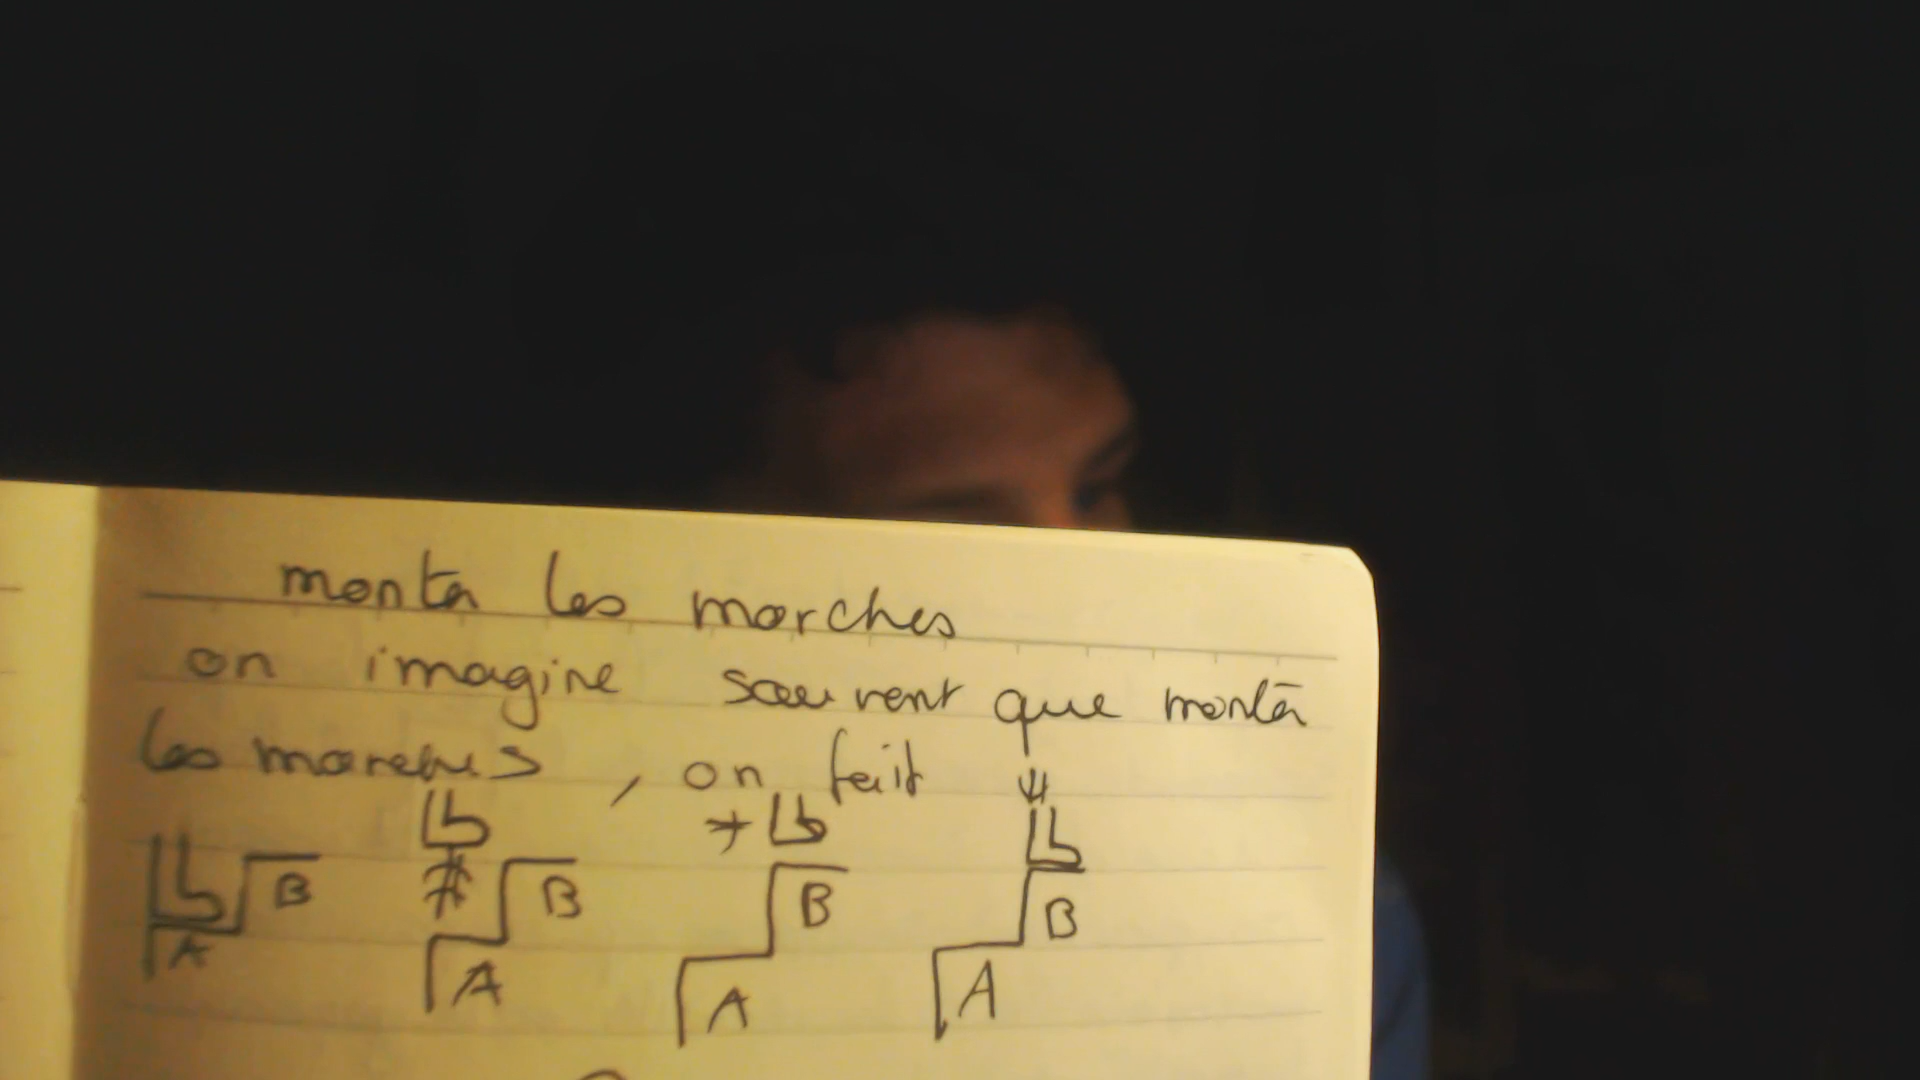 monter les marches
on imagine souvent que monter
les marches, on fait
B B B B
A A A A